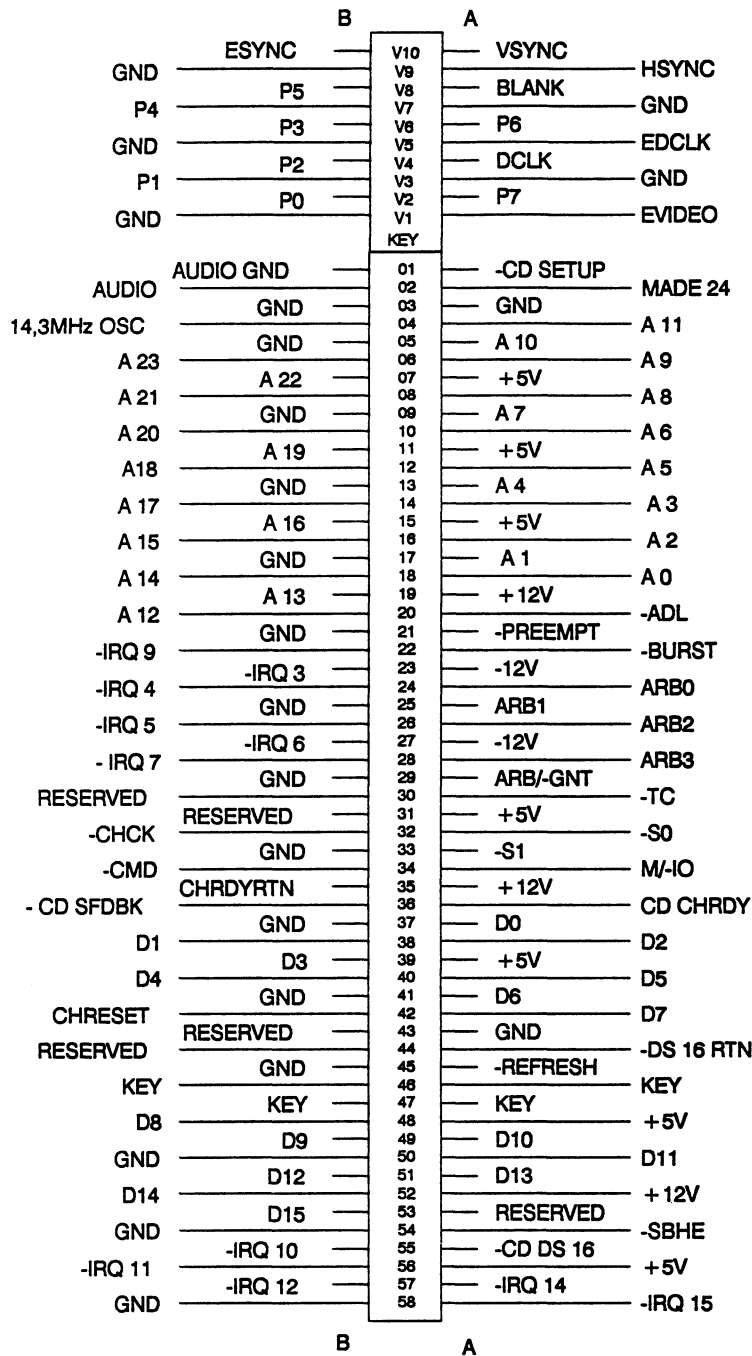 B A
ESYNC V10 VSYNC
GND V9 HSYNC
P5 V8 BLANK
P4 V7 GND
P3 V6 P6
GND V5 EDCLK
P2 V4 DCLK
P1 V3 GND
P0 V2 P7
GND V1 EVIDEO
KEY
AUDIO GND 01 -CD SETUP
AUDIO 02 MADE 24
GND 03 GND
14,3MHz OSC 04 A 11
GND 05 A 10
A 23 06 A 9
A 22 07 +5V
A 21 08 A 8
GND 09 A 7
A 20 10 A 6
A 19 11 +5V
A18 12 A 5
GND 13 A 4
A 17 14 A 3
A 16 15 +5V
A 15 16 A 2
GND 17 A 1
A 14 18 A 0
A 13 19 +12V
A 12 20 -ADL
GND 21 -PREEMPT
-IRQ 9 22 -BURST
-IRQ 3 23 -12V
-IRQ 4 24 ARB0
GND 25 ARB1
-IRQ 5 26 ARB2
-IRQ 6 27 -12V
- IRQ 7 28 ARB3
GND 29 ARB/-GNT
RESERVED 30 -TC
RESERVED 31 +5V
-CHCK 32 -S0
GND 33 -S1
-CMD 34 M/-IO
CHRDYRTN 35 +12V
- CD SFDBK 36 CD CHRDY
GND 37 D0
D1 38 D2
D3 39 +5V
D4 40 D5
GND 41 D6
CHRESET 42 D7
RESERVED 43 GND
RESERVED 44 -DS 16 RTN
GND 45 -REFRESH
KEY 46 KEY
KEY 47 KEY
D8 48 +5V
D9 49 D10
GND 50 D11
D12 51 D13
D14 52 +12V
D15 53 RESERVED
GND 54 -SBHE
-IRQ 10 55 -CD DS 16
-IRQ 11 56 +5V
-IRQ 12 57 -IRQ 14
GND 58 -IRQ 15
B A